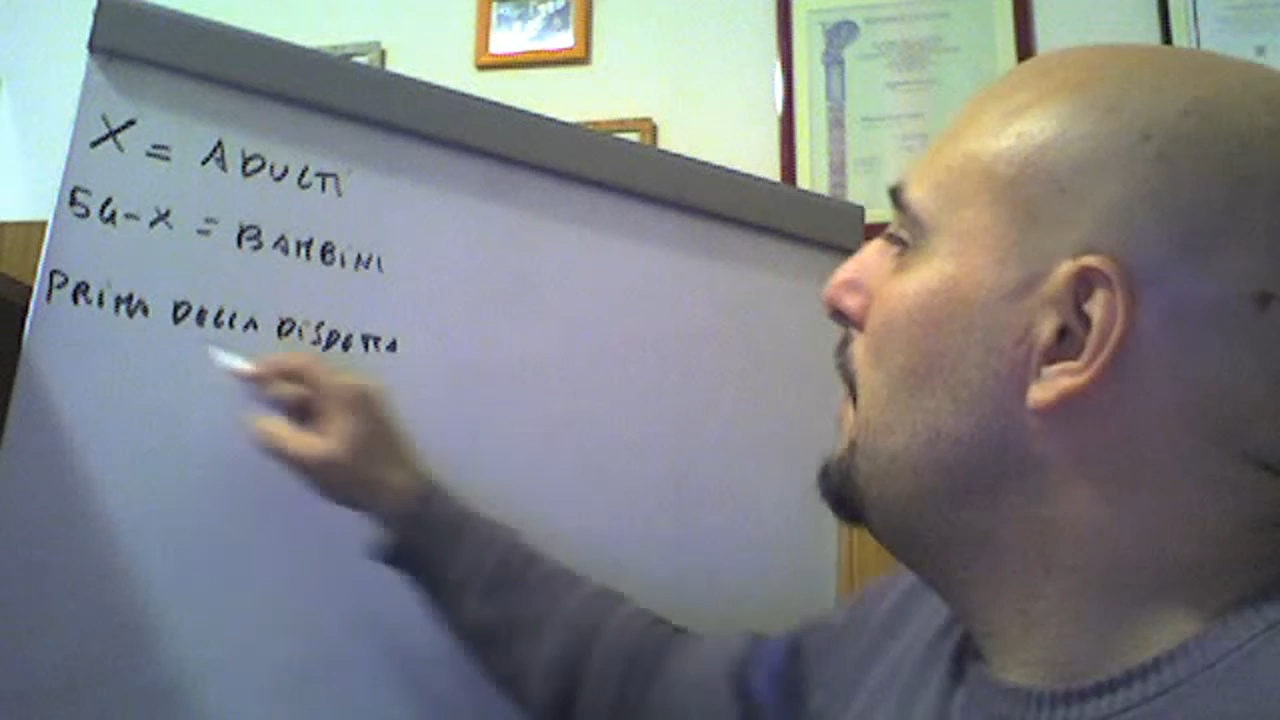 X = ADULTI
54-X = BAMBINI
PRIMA DELLA DISDETTA